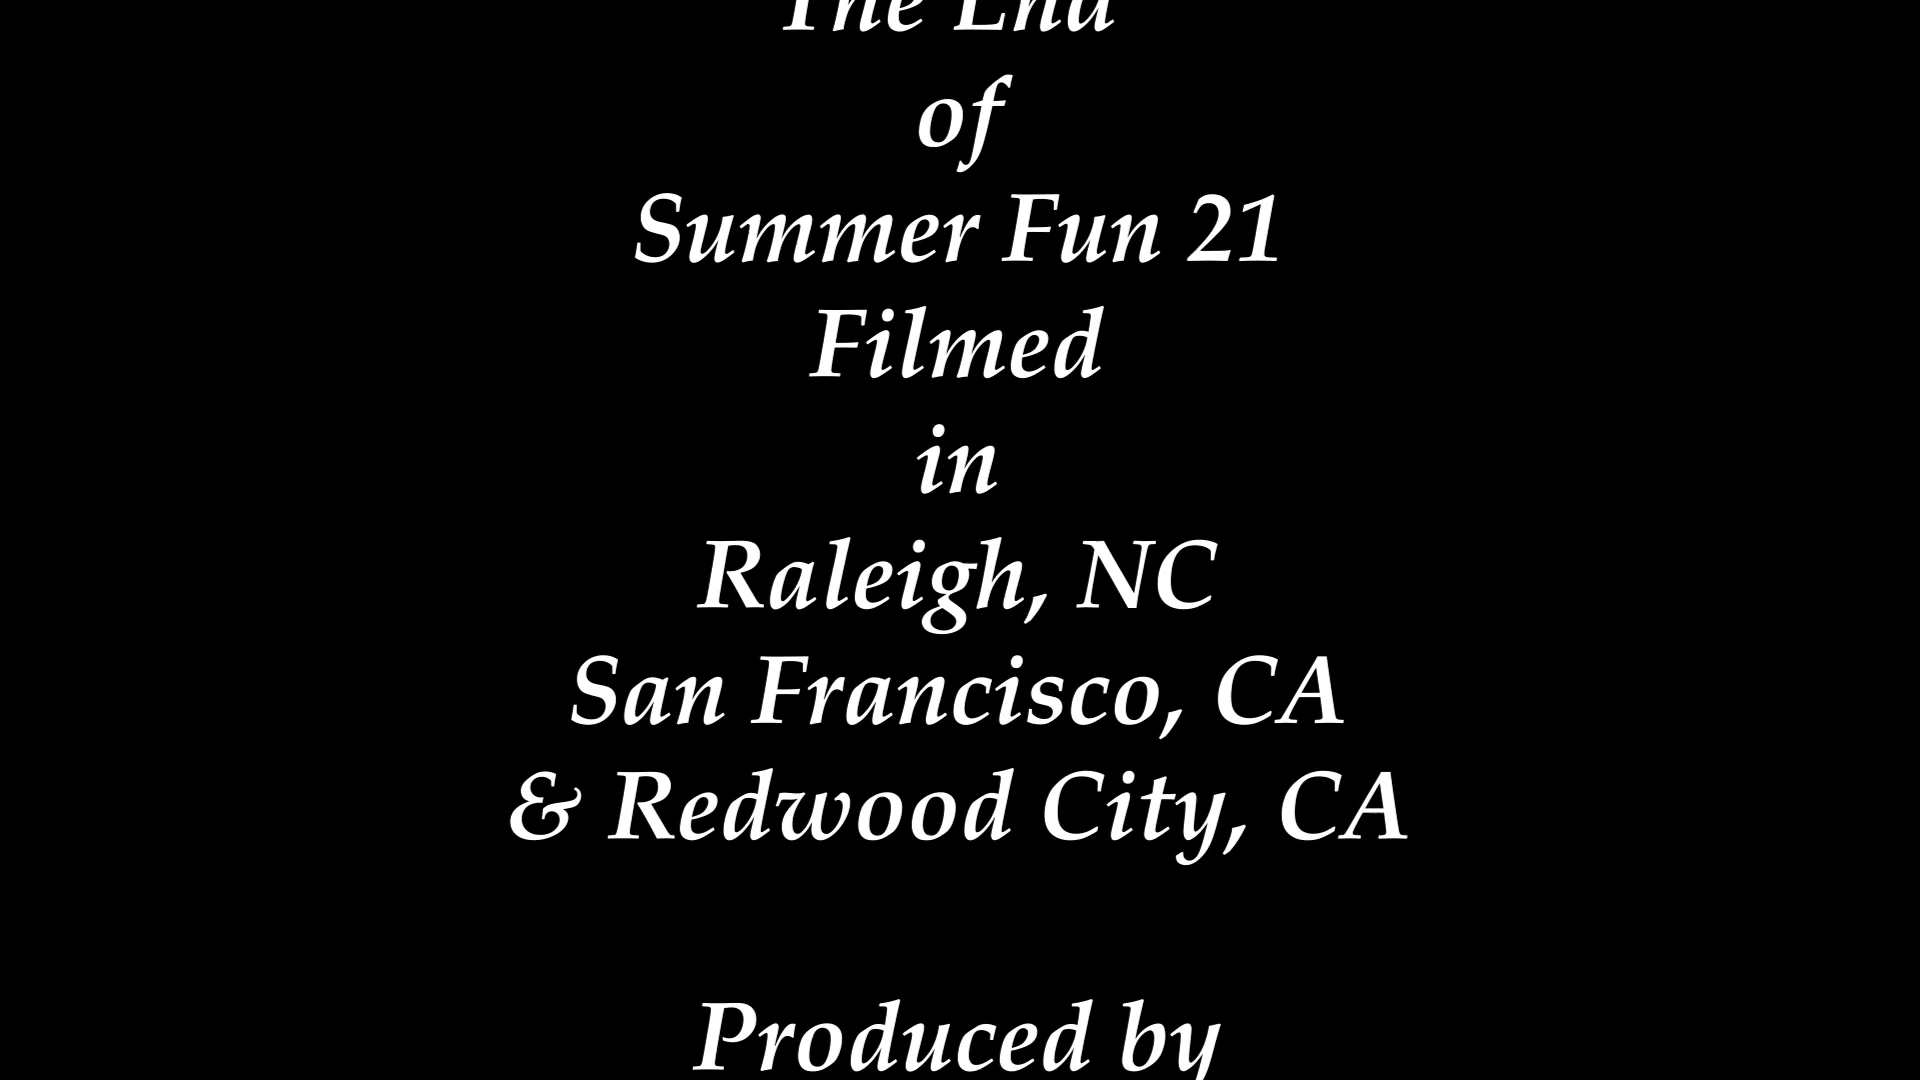 The End
of
Summer Fun 21
Filmed
in
Raleigh, NC
San Francisco, CA
& Redwood City, CA
Produced by